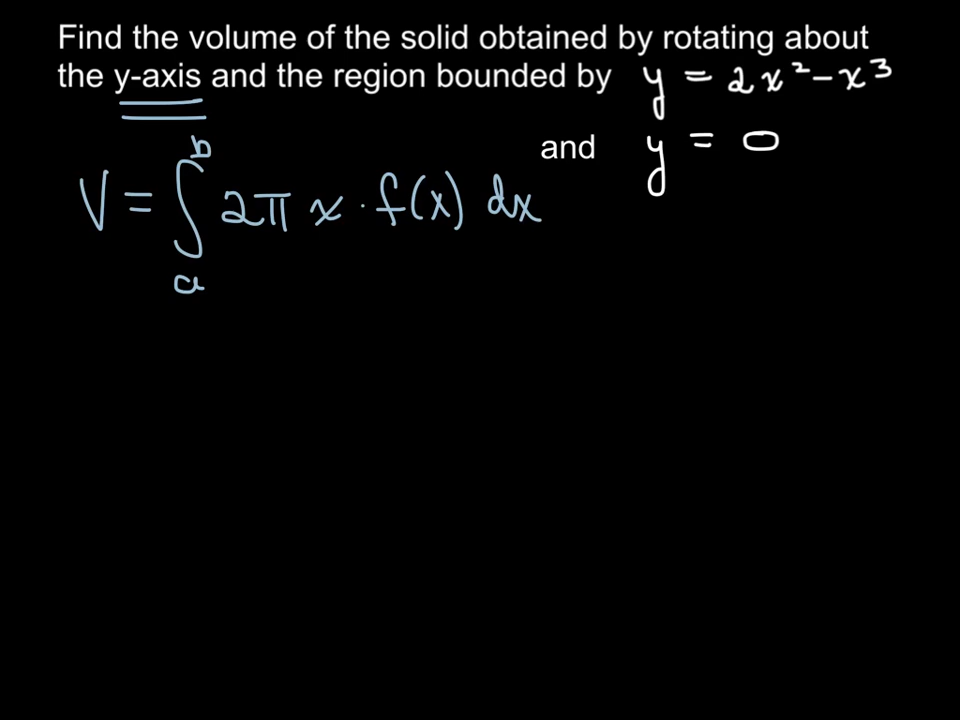 Find the volume of the solid obtained by rotating about
the y-axis and the region bounded by y = 2x² - x³
and y = 0
V = ∫ₐᵇ 2πx · f(x) dx